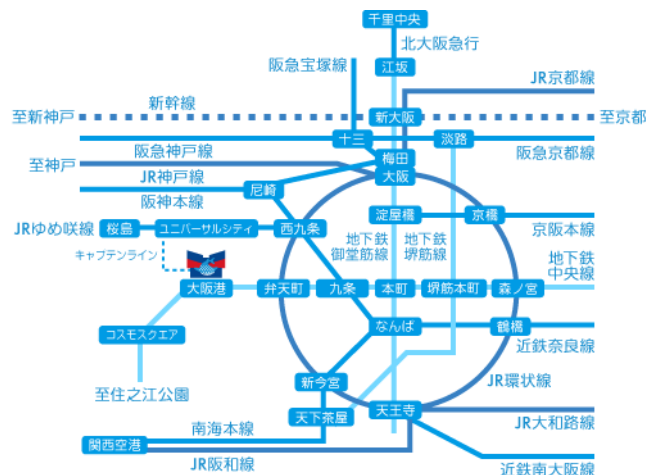 千里中央
北大阪急行
阪急宝塚線
江坂
JR京都線
新幹線
至新神戸
新大阪
至京都
十三
淡路
阪急神戸線
梅田
阪急京都線
至神戸
JR神戸線
大阪
尼崎
阪神本線
淀屋橋
京橋
JRゆめ咲線
桜島
ユニバーサルシティ
西九条
京阪本線
地下鉄
御堂筋線
地下鉄
堺筋線
キャプテンライン
地下鉄
中央線
大阪港
弁天町
九条
本町
堺筋本町
森ノ宮
コスモスクエア
なんば
鶴橋
近鉄奈良線
新今宮
JR環状線
至住之江公園
天下茶屋
天王寺
JR大和路線
南海本線
関西空港
JR阪和線
近鉄南大阪線